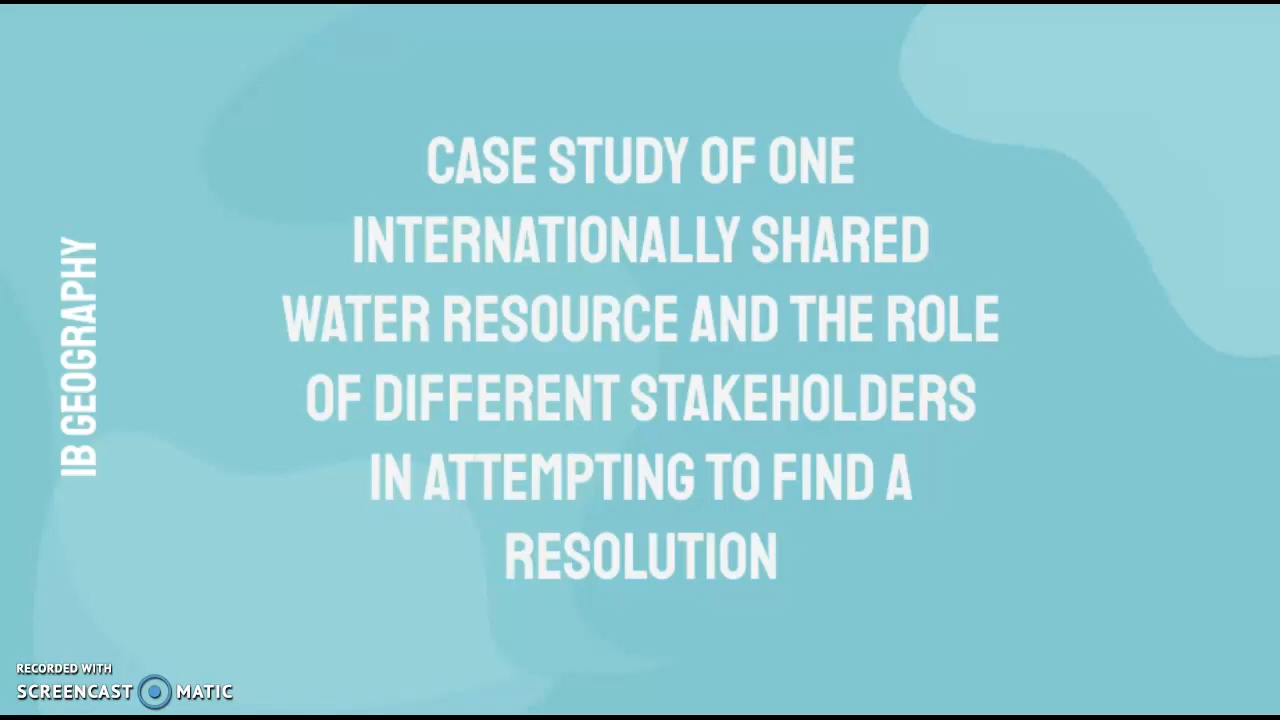 IB GEOGRAPHY
CASE STUDY OF ONE
INTERNATIONALLY SHARED
WATER RESOURCE AND THE ROLE
OF DIFFERENT STAKEHOLDERS
IN ATTEMPTING TO FIND A
RESOLUTION
RECORDED WITH
SCREENCAST MATIC